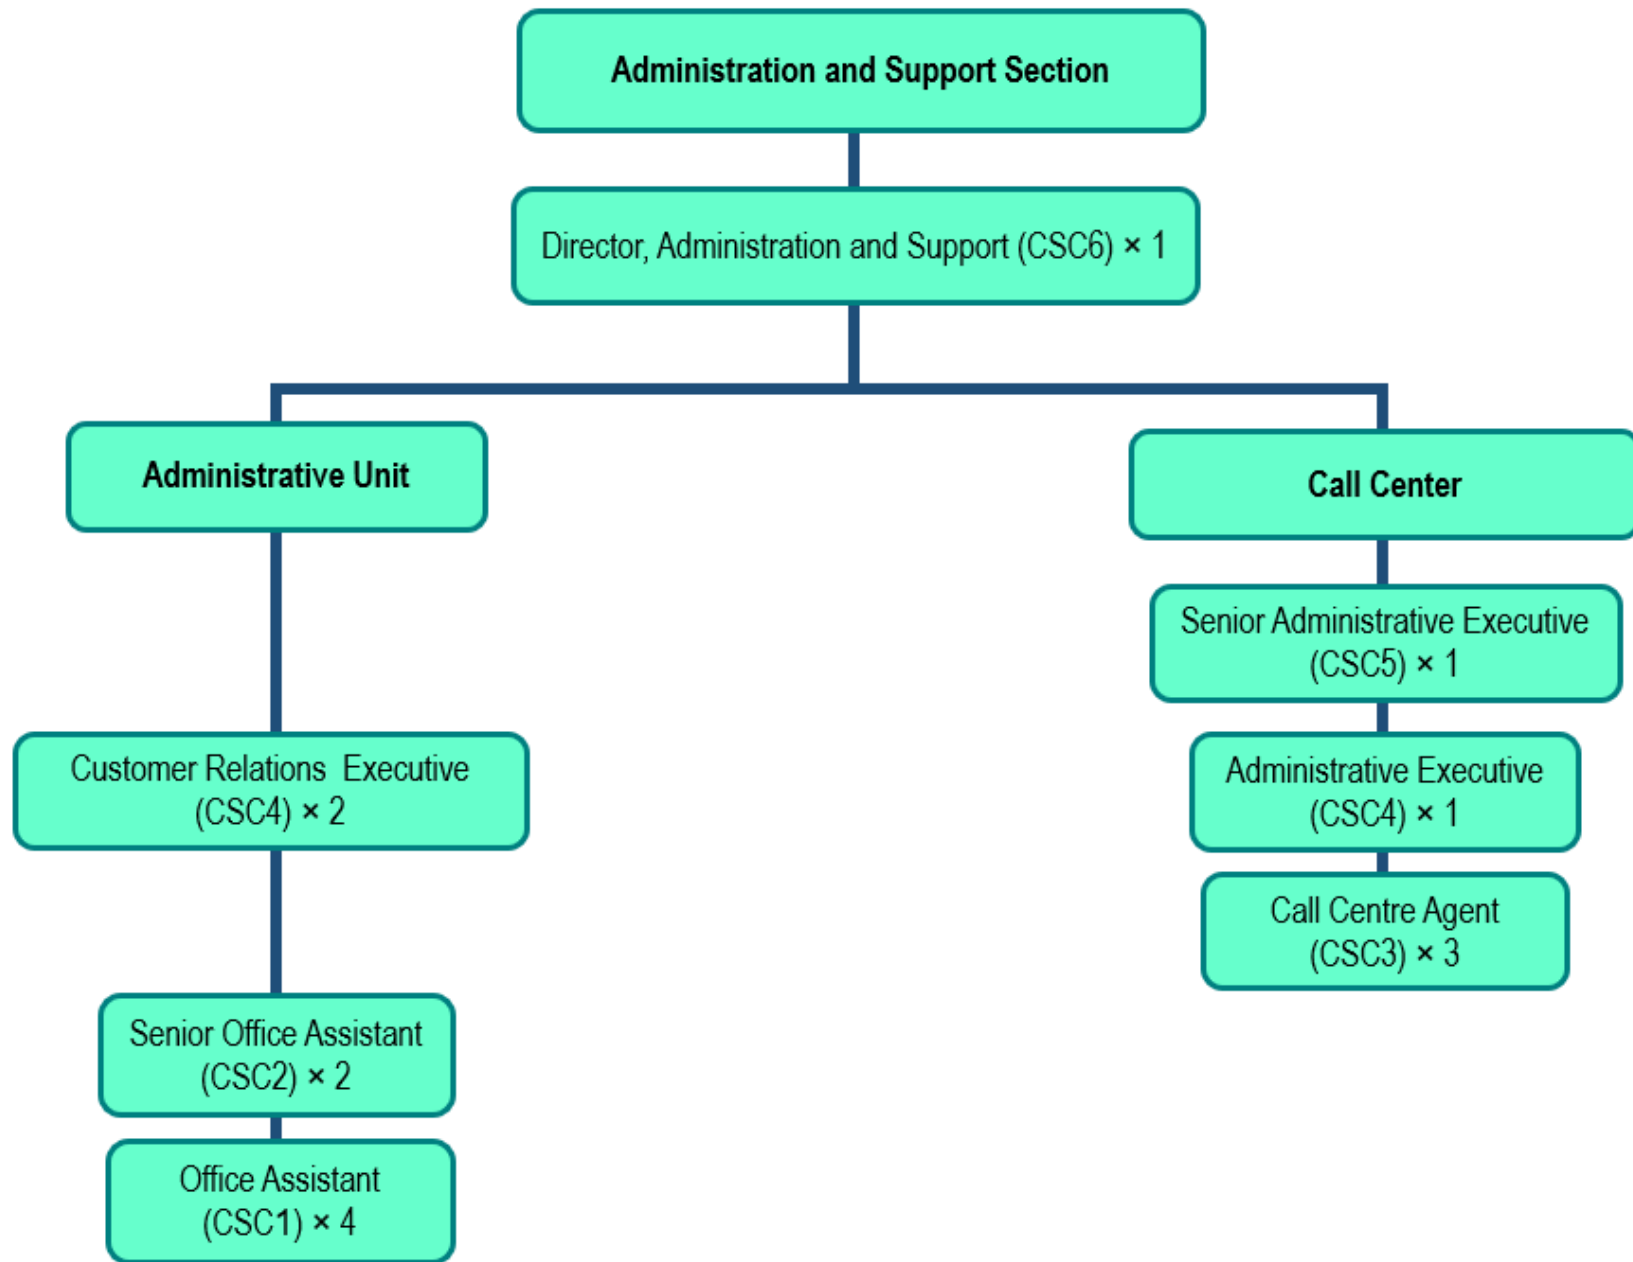 Administration and Support Section
Director, Administration and Support (CSC6) × 1
Administrative Unit
Customer Relations Executive
(CSC4) × 2
Senior Office Assistant
(CSC2) × 2
Office Assistant
(CSC1) × 4
Call Center
Senior Administrative Executive
(CSC5) × 1
Administrative Executive
(CSC4) × 1
Call Centre Agent
(CSC3) × 3